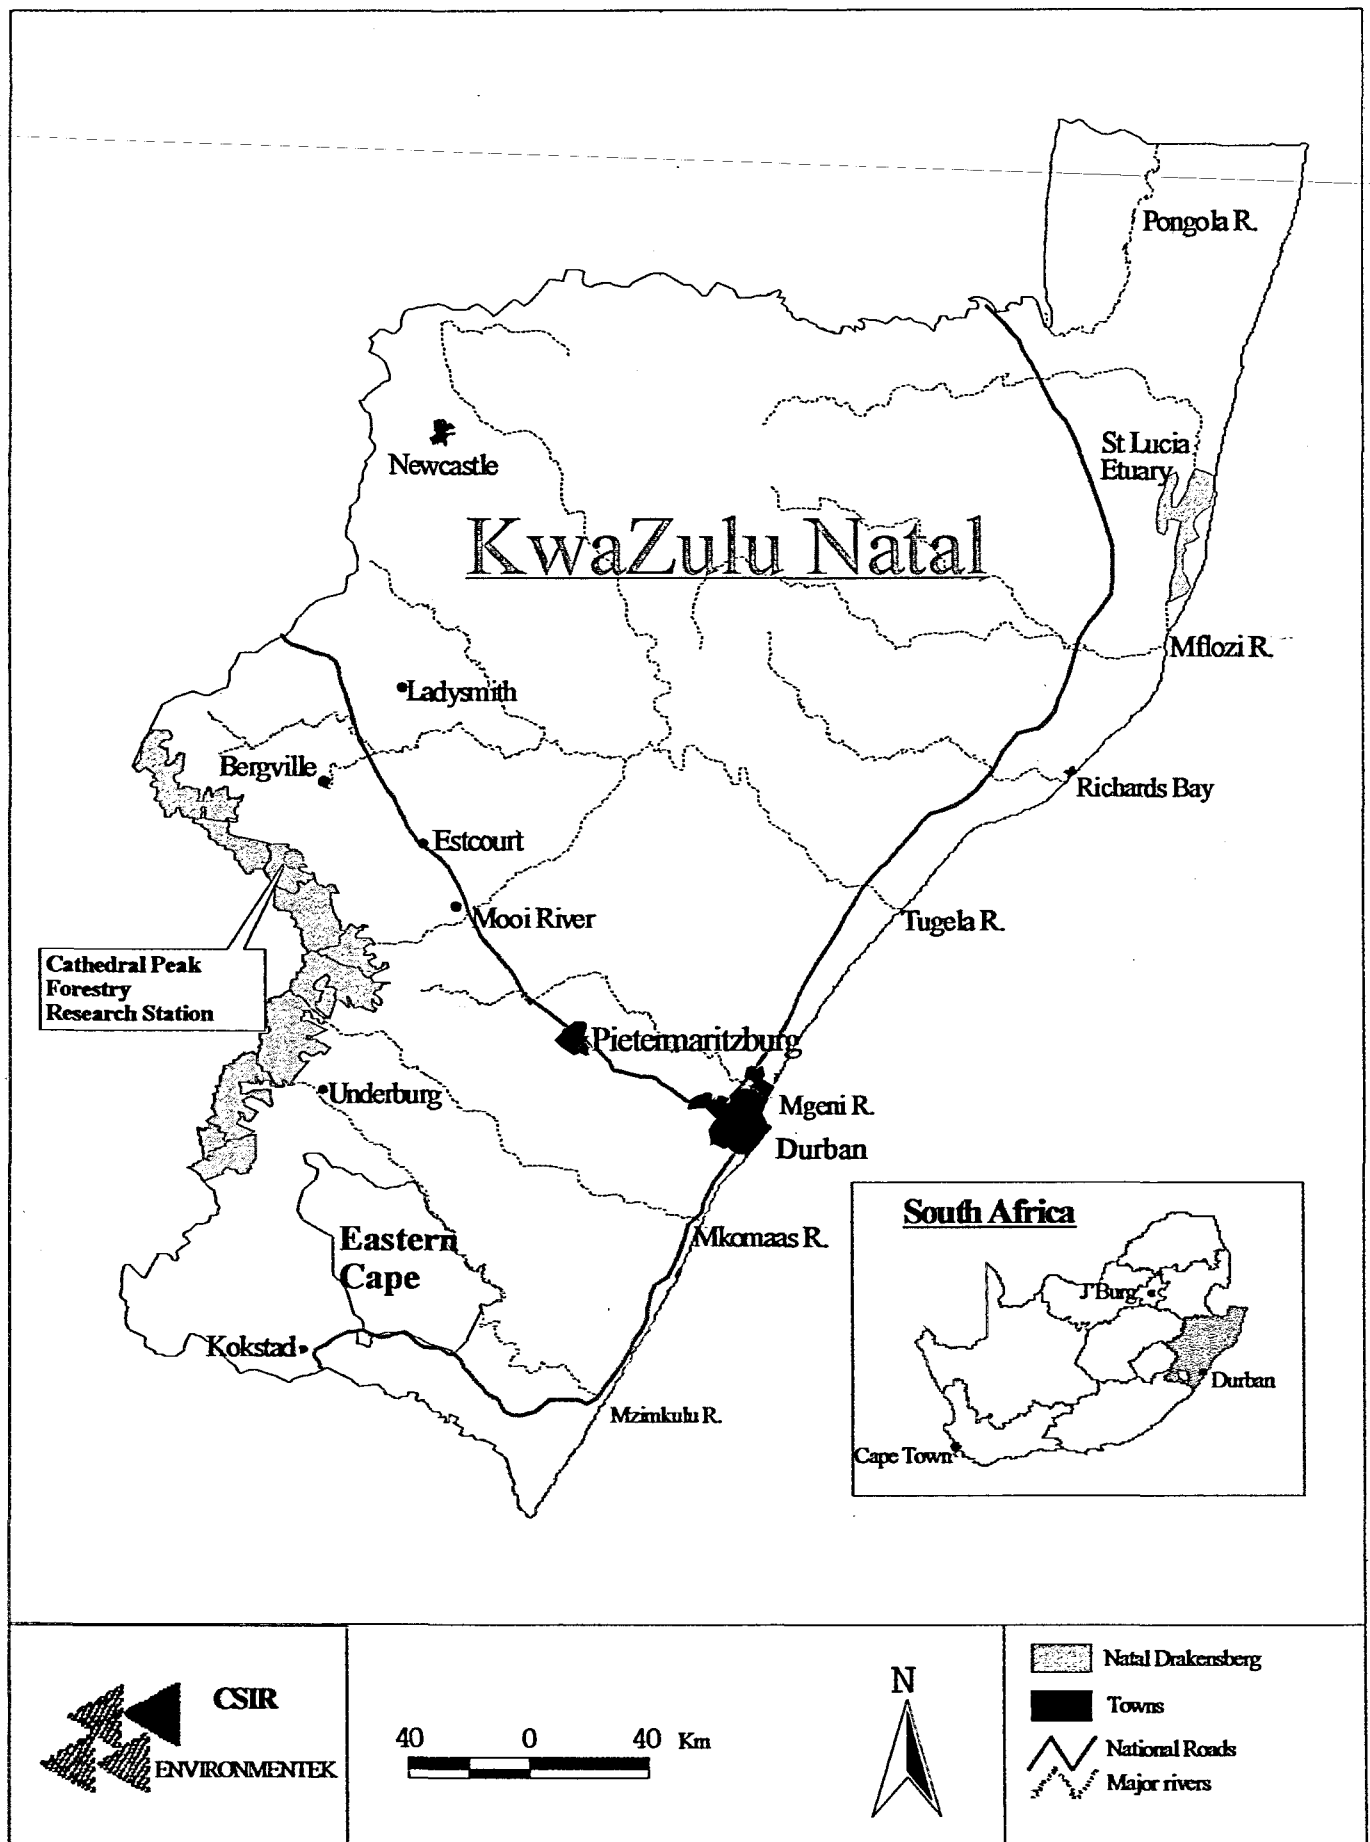 Pongola R.
St Lucia
Etuary
Newcastle
KwaZulu Natal
Mflozi R.
Ladysmith
Bergville
Richards Bay
Estcourt
Mooi River
Tugela R.
Cathedral Peak
Forestry
Research Station
Pietermaritzburg
Underburg
Mgeni R.
Durban
Eastern
Cape
Mkomaas R.
South Africa
J'Burg
Kokstad
Durban
Mzimkulu R.
Cape Town
CSIR
ENVIRONMENTEK
40 0 40 Km
N
Natal Drakensberg
Towns
National Roads
Major rivers